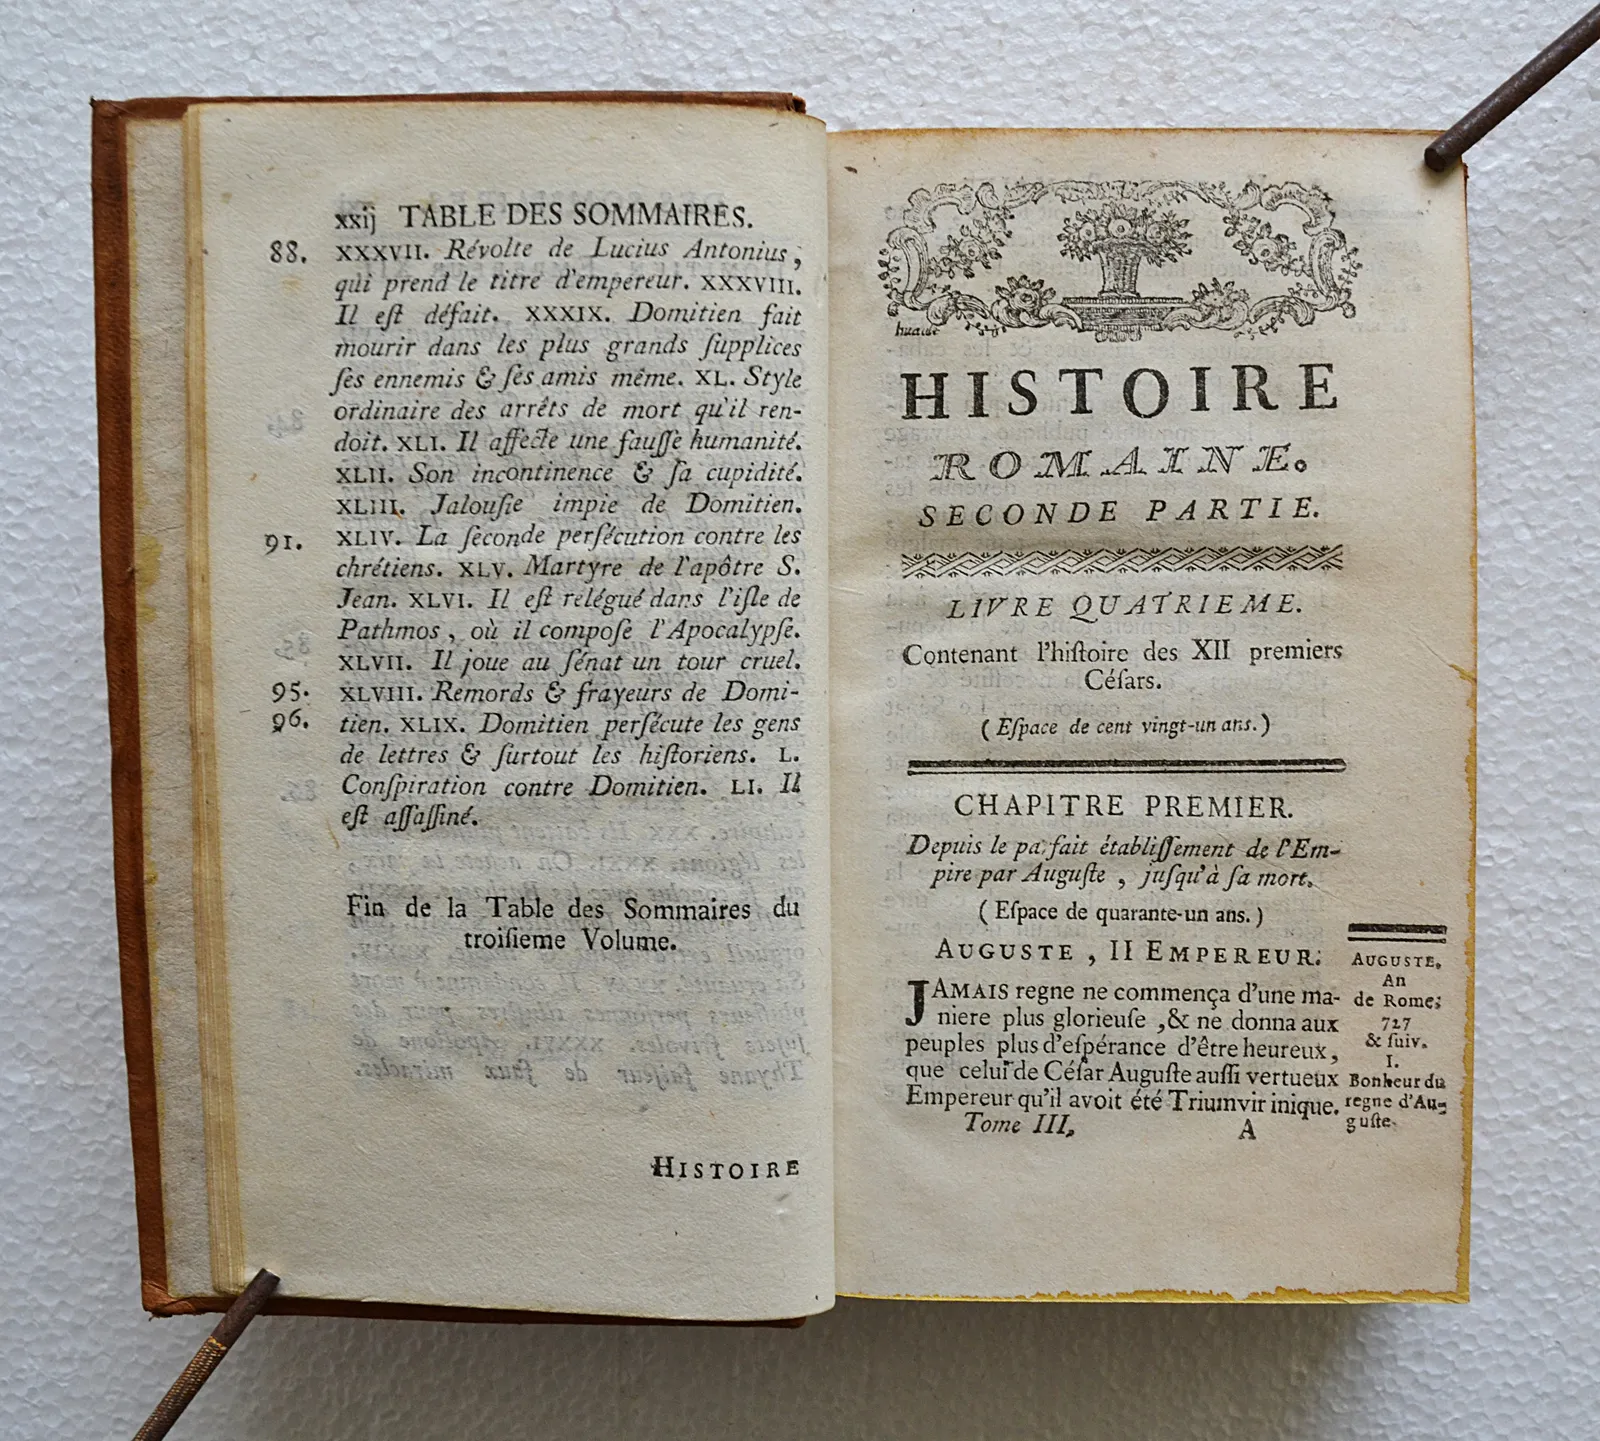 xxij TABLE DES SOMMAIRES.
88. XXXVII. Révolte de Lucius Antonius,
qui prend le titre d'empereur. XXXVIII.
Il eſt défait. XXXIX. Domitien fait
mourir dans les plus grands ſupplices
ſes ennemis & ſes amis même. XL. Style
ordinaire des arrêts de mort qu'il ren-
doit. XLI. Il affecte une fauſſe humanité.
XLII. Son incontinence & ſa cupidité.
XLIII. Jalouſie impie de Domitien.
91. XLIV. La ſeconde perſécution contre les
chrétiens. XLV. Martyre de l'apôtre S.
Jean. XLVI. Il eſt rélégué dans l'iſle de
Pathmos, où il compoſe l'Apocalypſe.
XLVII. Il joue au ſénat un tour cruel.
95. XLVIII. Remords & frayeurs de Domi-
96. tien. XLIX. Domitien perſécute les gens
de lettres & ſurtout les hiſtoriens. L.
Conſpiration contre Domitien. LI. Il
eſt aſſaſſiné.
Fin de la Table des Sommaires du
troiſieme Volume.
HISTOIRE
HISTOIRE
ROMAINE.
SECONDE PARTIE.
LIVRE QUATRIEME.
Contenant l'hiſtoire des XII premiers
Céſars.
(Eſpace de cent vingt-un ans.)
CHAPITRE PREMIER.
Depuis le pa fait établiſſement de l'Em-
pire par Auguſte, juſqu'à ſa mort.
(Eſpace de quarante-un ans.)
AUGUSTE, II EMPEREUR.
JAMAIS regne ne commença d'une ma-
niere plus glorieuſe, & ne donna aux
peuples plus d'eſpérance d'être heureux,
que celui de Céſar Auguſte auſſi vertueux
Empereur qu'il avoit été Triumvir inique.
Tome III. A
AUGUSTE,
An
de Rome;
727
& ſuiv.
I.
Bonheur du
regne d'Au-
guſte.